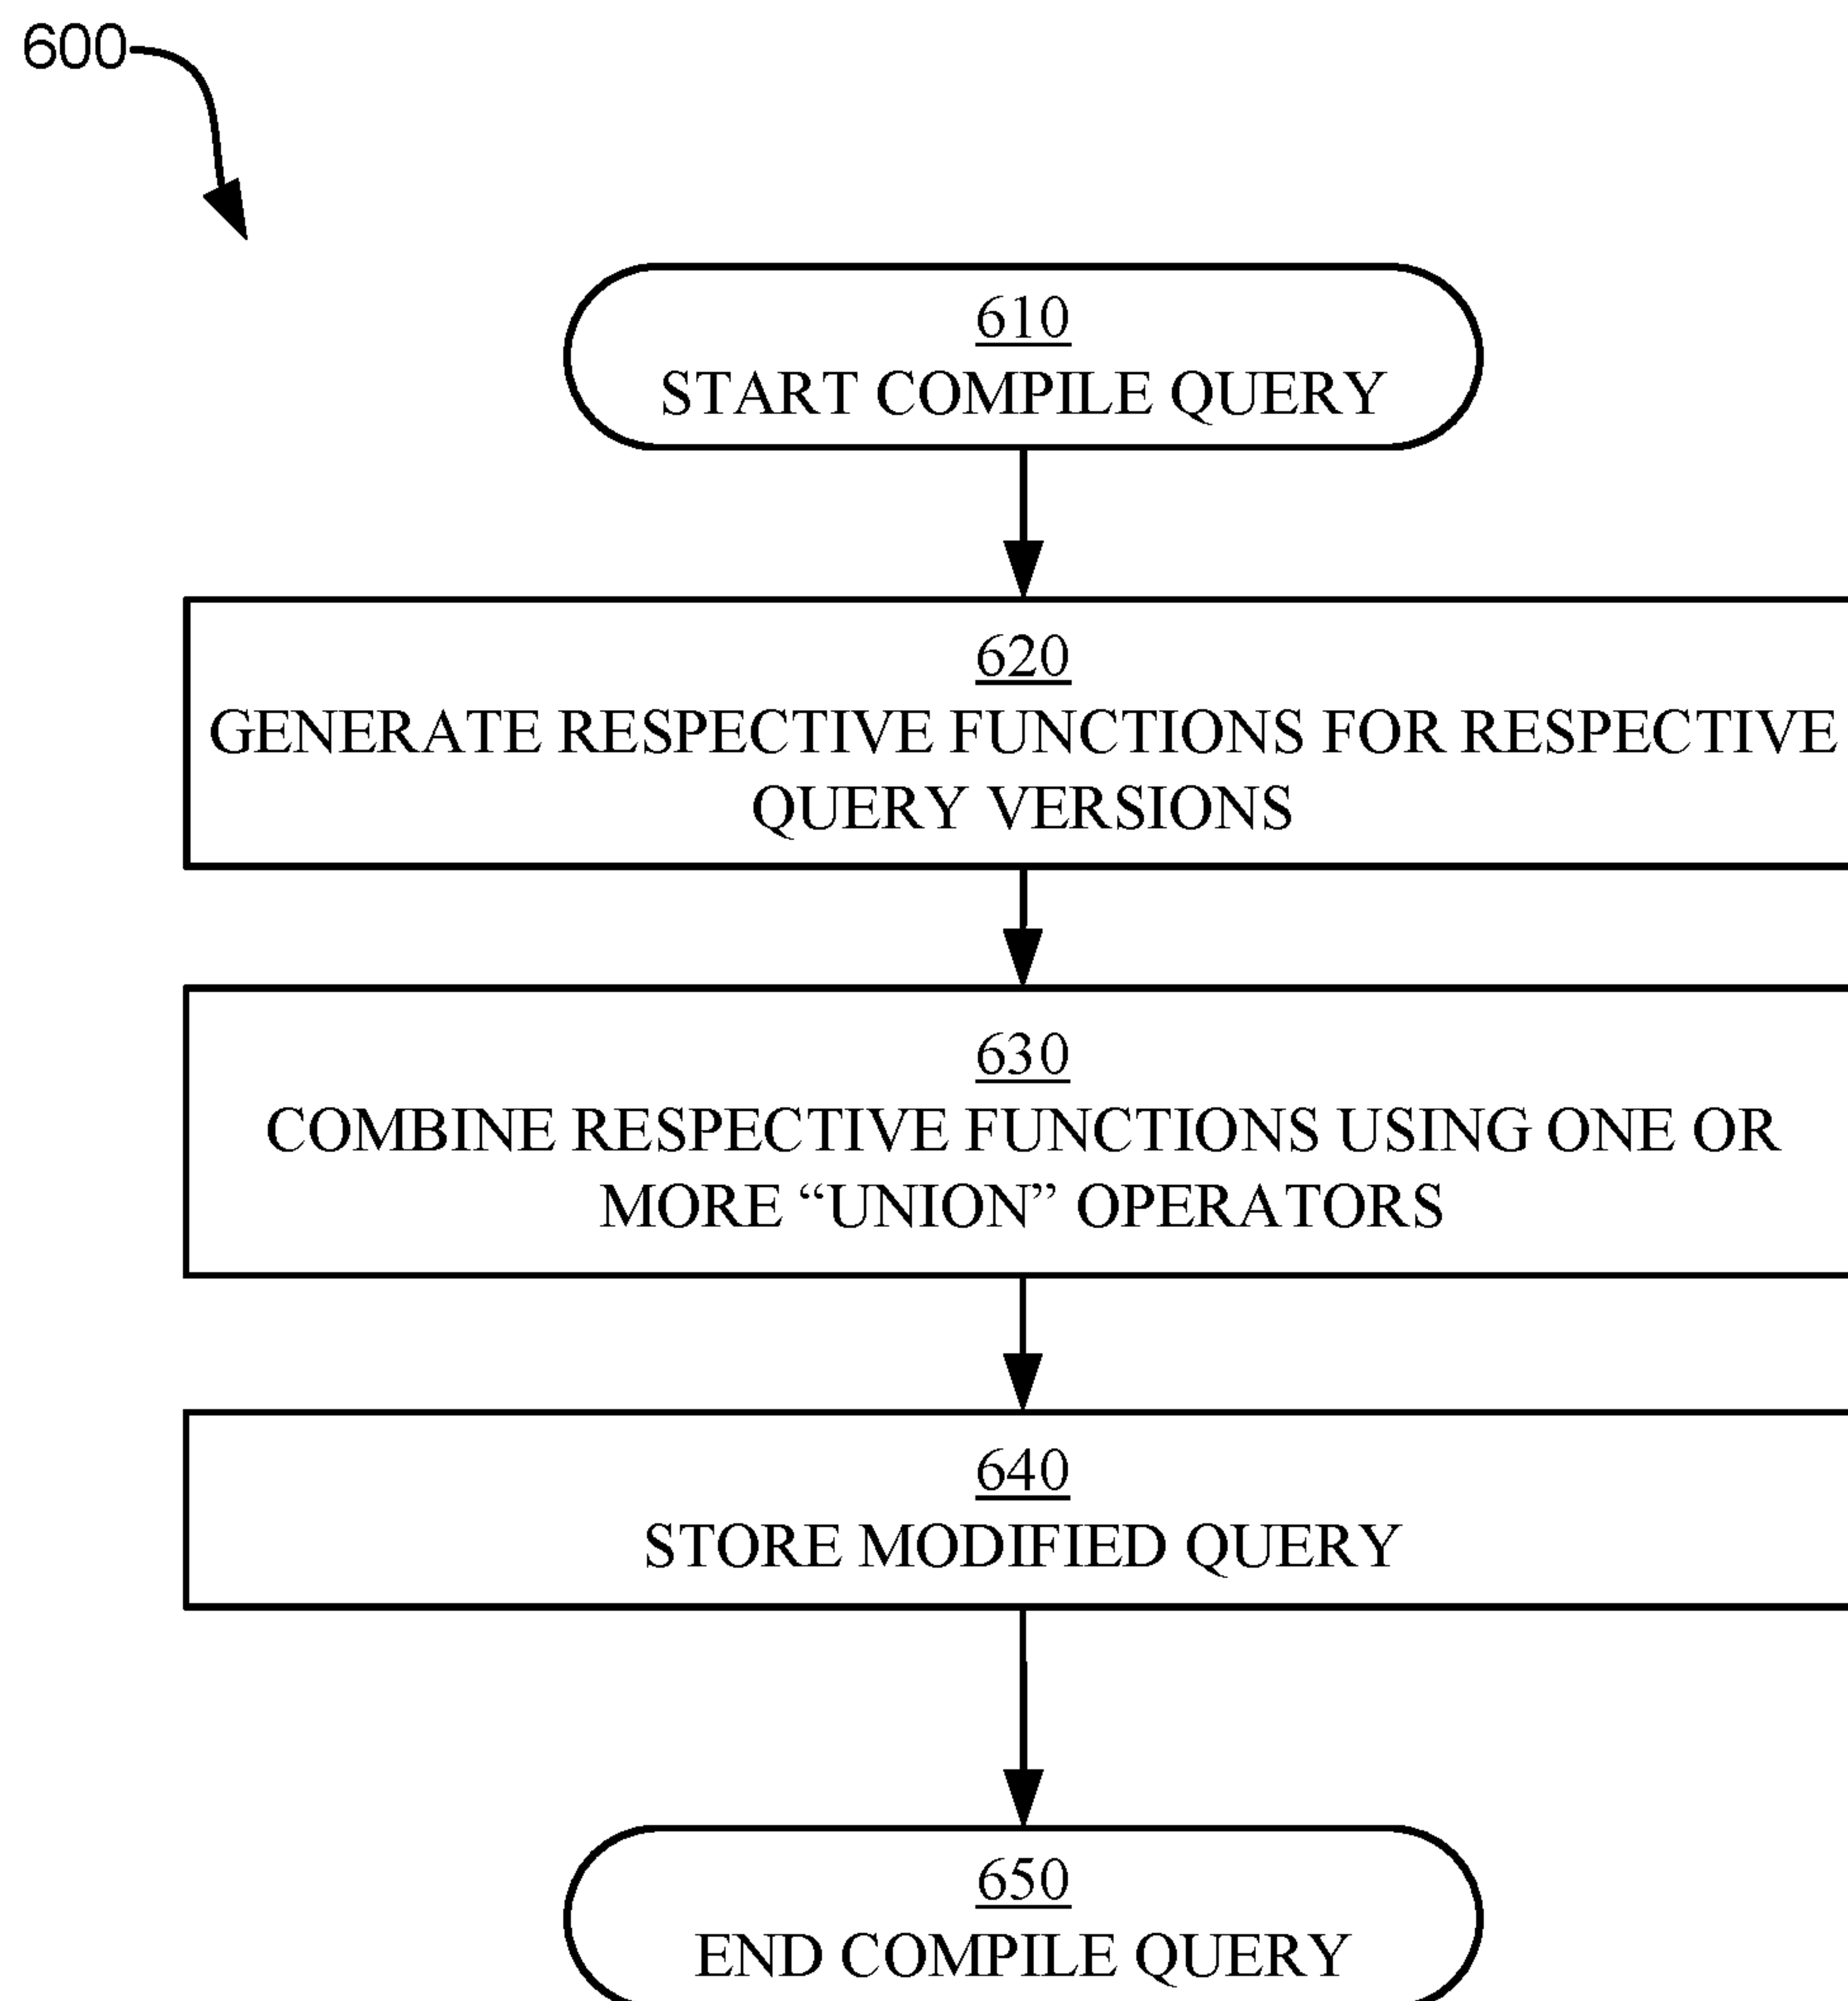 600
610
START COMPILE QUERY
620
GENERATE RESPECTIVE FUNCTIONS FOR RESPECTIVE
QUERY VERSIONS
630
COMBINE RESPECTIVE FUNCTIONS USING ONE OR
MORE “UNION” OPERATORS
640
STORE MODIFIED QUERY
650
END COMPILE QUERY